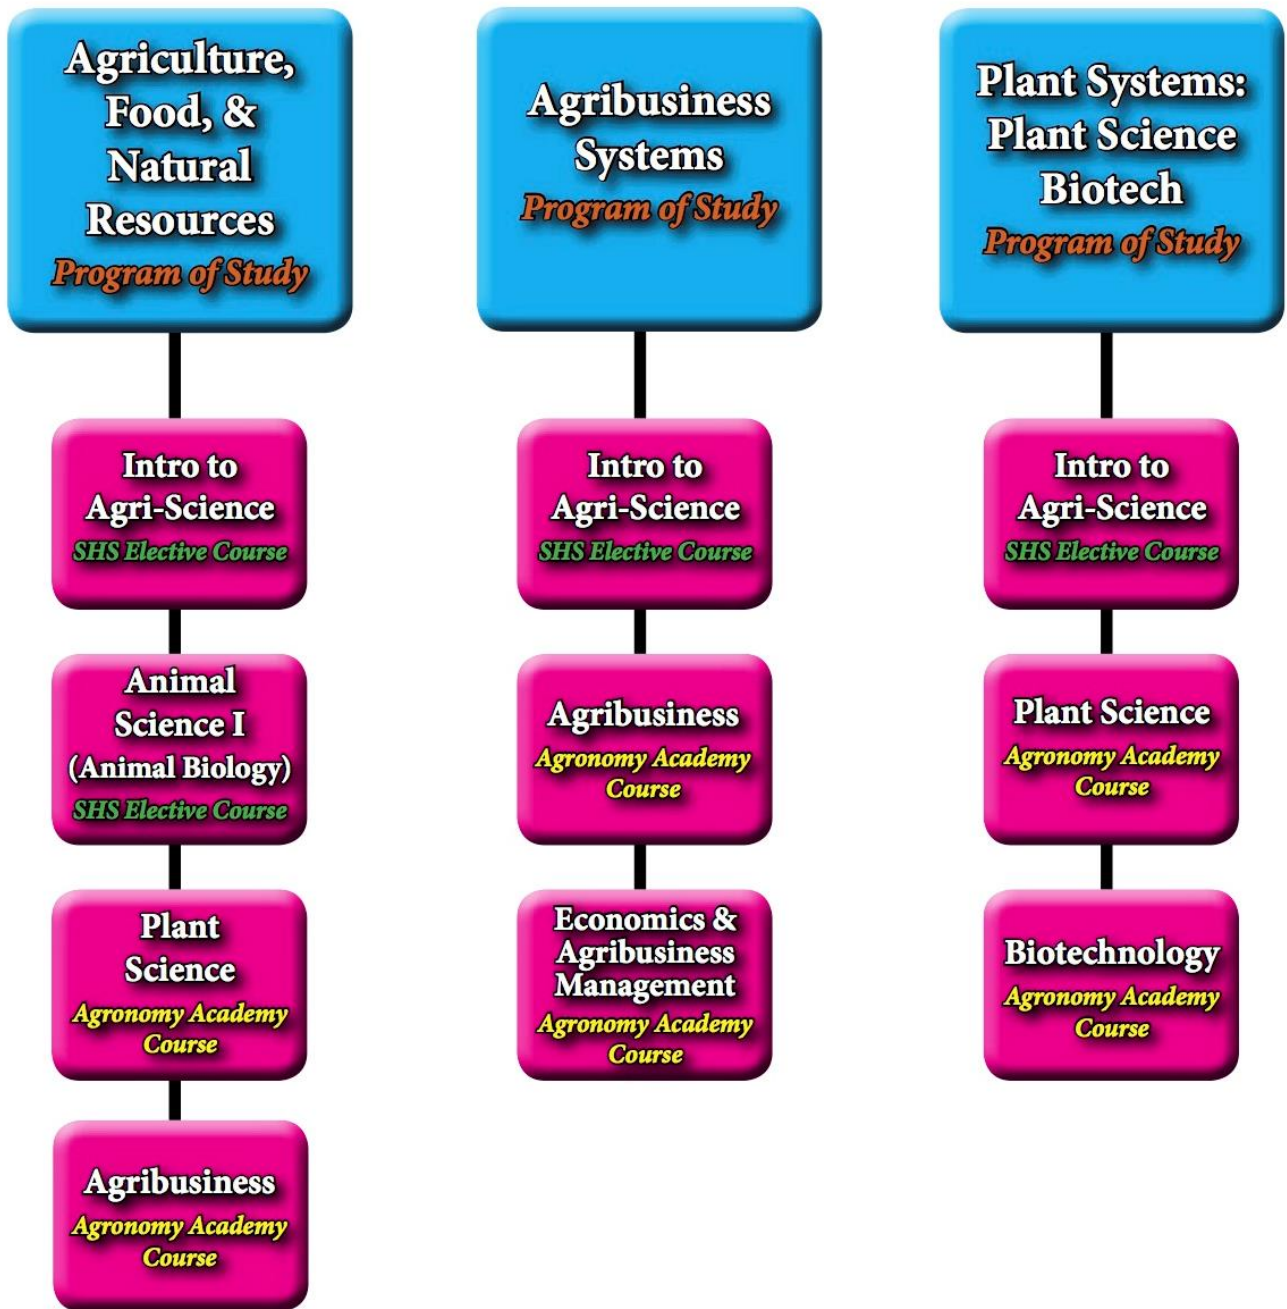 Agriculture,
Food, &
Natural
Resources
Program of Study
Intro to
Agri-Science
SHS Elective Course
Animal
Science I
(Animal Biology)
SHS Elective Course
Plant
Science
Agronomy Academy
Course
Agribusiness
Agronomy Academy
Course
Agribusiness
Systems
Program of Study
Intro to
Agri-Science
SHS Elective Course
Agribusiness
Agronomy Academy
Course
Economics &
Agribusiness
Management
Agronomy Academy
Course
Plant Systems:
Plant Science
Biotech
Program of Study
Intro to
Agri-Science
SHS Elective Course
Plant Science
Agronomy Academy
Course
Biotechnology
Agronomy Academy
Course